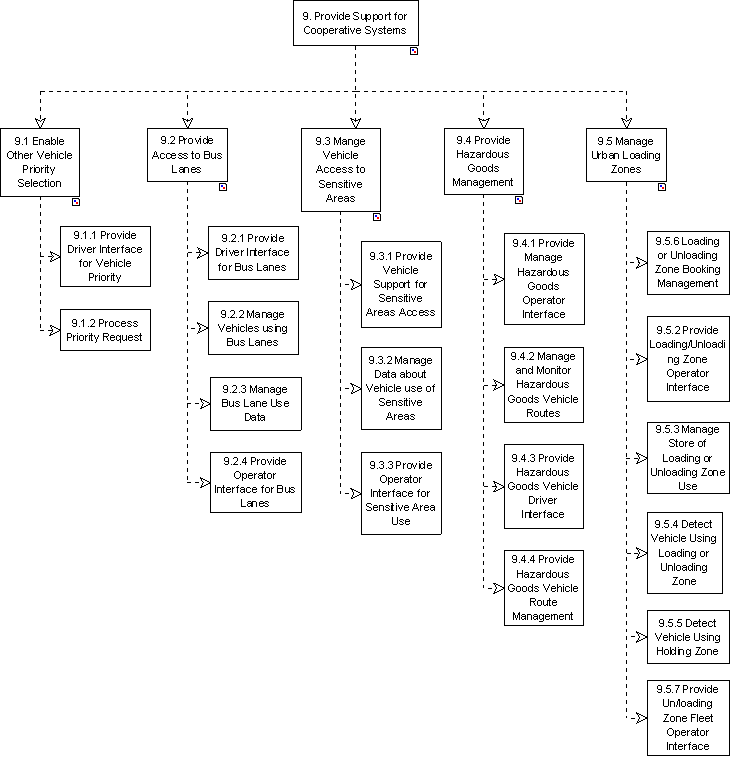 9. Provide Support for
Cooperative Systems
9.1 Enable
Other Vehicle
Priority
Selection
9.2 Provide
Access to Bus
Lanes
9.3 Mange
Vehicle
Access to
Sensitive
Areas
9.4 Provide
Hazardous
Goods
Management
9.5 Manage
Urban Loading
Zones
9.1.1 Provide
Driver Interface
for Vehicle
Priority
9.1.2 Process
Priority Request
9.2.1 Provide
Driver Interface
for Bus Lanes
9.2.2 Manage
Vehicles using
Bus Lanes
9.2.3 Manage
Bus Lane Use
Data
9.2.4 Provide
Operator
Interface for Bus
Lanes
9.3.1 Provide
Vehicle
Support for
Sensitive
Areas Access
9.3.2 Manage
Data about
Vehicle use of
Sensitive
Areas
9.3.3 Provide
Operator
Interface for
Sensitive Area
Use
9.4.1 Provide
Manage
Hazardous
Goods
Operator
Interface
9.4.2 Manage
and Monitor
Hazardous
Goods Vehicle
Routes
9.4.3 Provide
Hazardous
Goods Vehicle
Driver
Interface
9.4.4 Provide
Hazardous
Goods Vehicle
Route
Management
9.5.6 Loading
or Unloading
Zone Booking
Management
9.5.2 Provide
Loading/Unloadi
ng Zone
Operator
Interface
9.5.3 Manage
Store of
Loading or
Unloading Zone
Use
9.5.4 Detect
Vehicle Using
Loading or
Unloading
Zone
9.5.5 Detect
Vehicle Using
Holding Zone
9.5.7 Provide
Un/loading
Zone Fleet
Operator
Interface